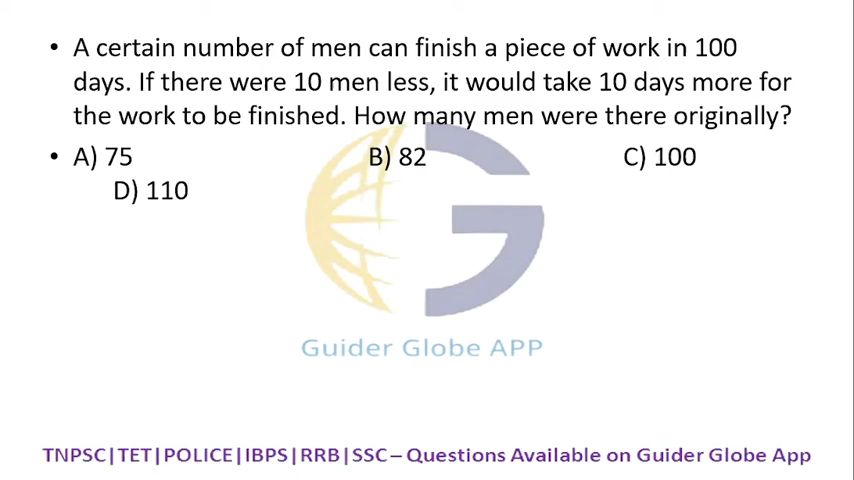 • A certain number of men can finish a piece of work in 100
days. If there were 10 men less, it would take 10 days more for
the work to be finished. How many men were there originally?
• A) 75 B) 82 C) 100
D) 110
Guider Globe APP
TNPSC|TET|POLICE|IBPS|RRB|SSC – Questions Available on Guider Globe App